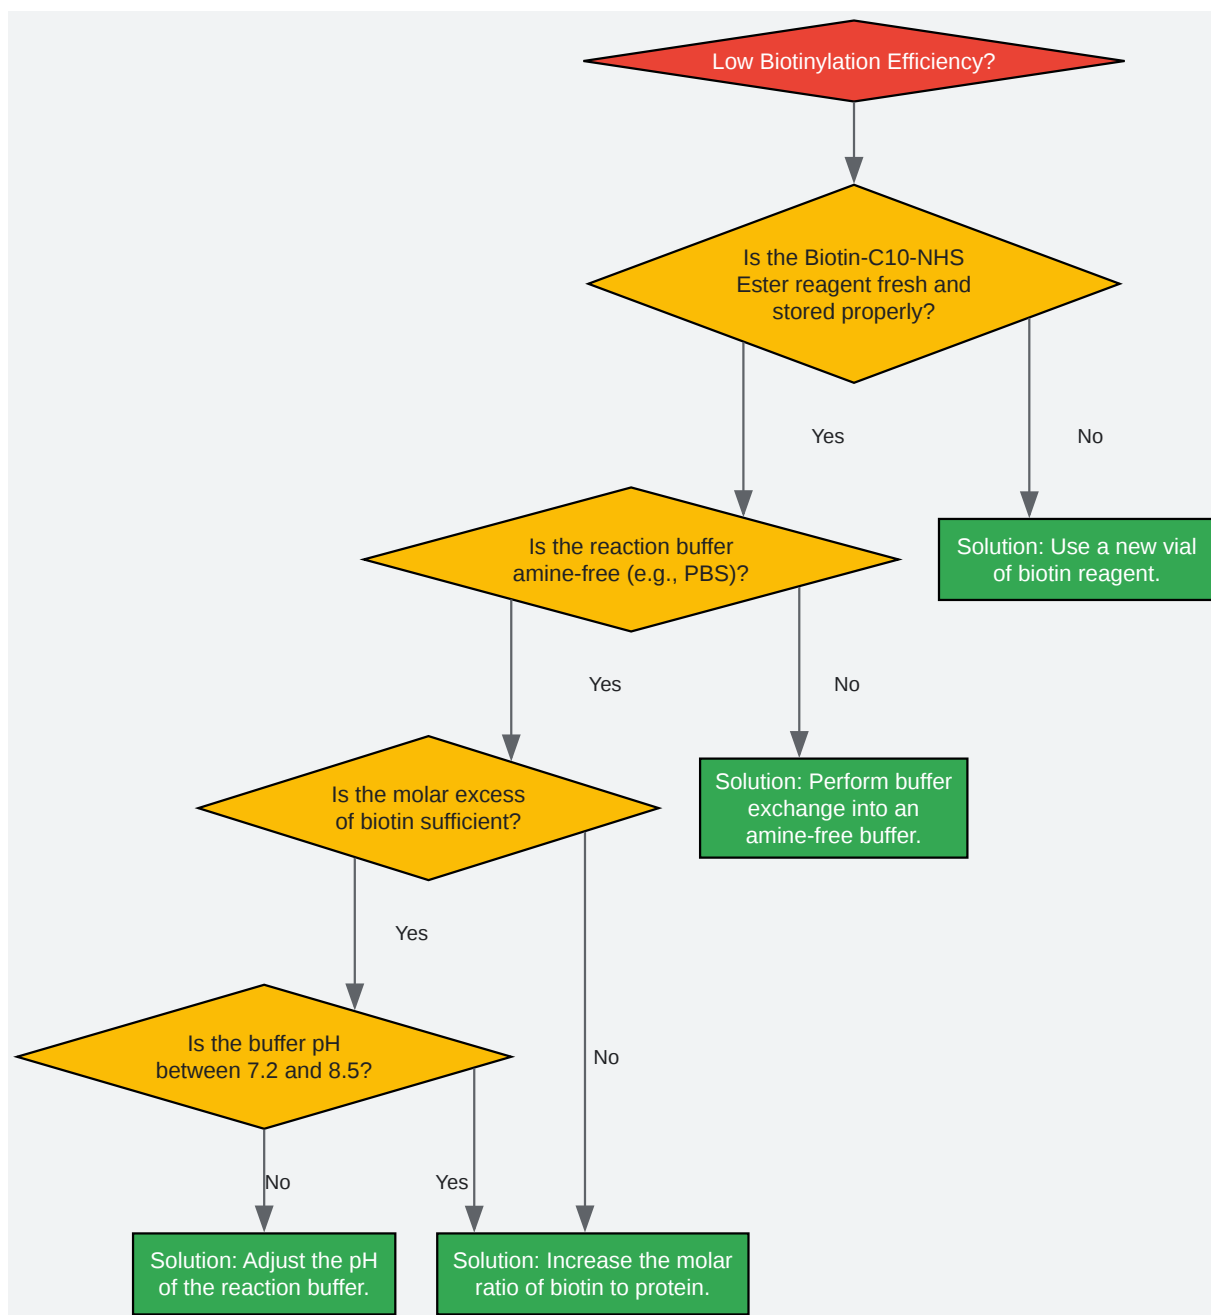 Low Biotinylation Efficiency?
Is the Biotin-C10-NHS
Ester reagent fresh and
stored properly?
Yes
No
Is the reaction buffer
amine-free (e.g., PBS)?
Solution: Use a new vial
of biotin reagent.
Yes
No
Is the molar excess
of biotin sufficient?
Solution: Perform buffer
exchange into an
amine-free buffer.
Yes
Is the buffer pH
between 7.2 and 8.5?
No
No
Yes
Solution: Adjust the pH
of the reaction buffer.
Solution: Increase the molar
ratio of biotin to protein.